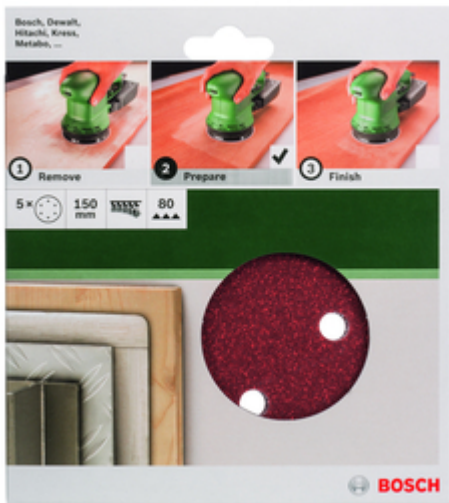 Bosch, Dewalt,
Hitachi, Kress,
Metabo, ...
1 Remove
2 Prepare
3 Finish
5× 150 mm 80
BOSCH